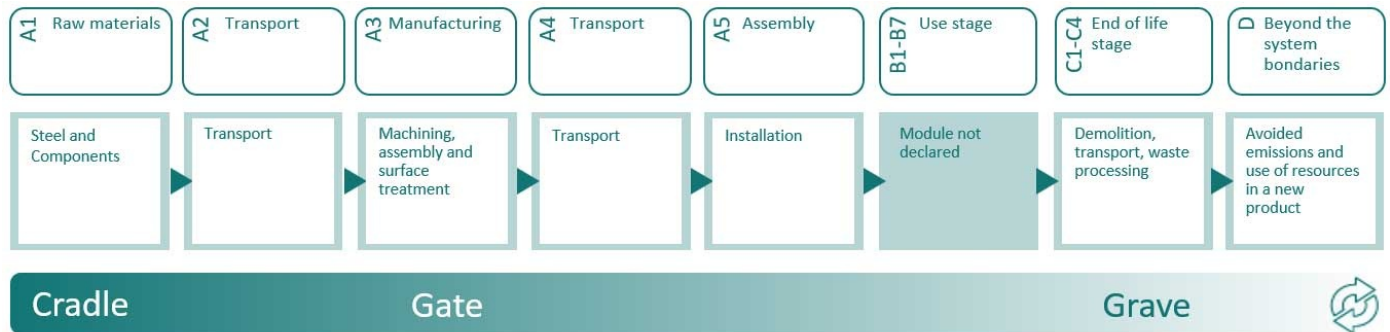 A1 Raw materials
A2 Transport
A3 Manufacturing
A4 Transport
A5 Assembly
B1-B7 Use stage
C1-C4 End of life
stage
D Beyond the
system
bondaries
Steel and
Components
Transport
Machining,
assembly and
surface
treatment
Transport
Installation
Module not
declared
Demolition,
transport, waste
processing
Avoided
emissions and
use of resources
in a new
product
Cradle
Gate
Grave